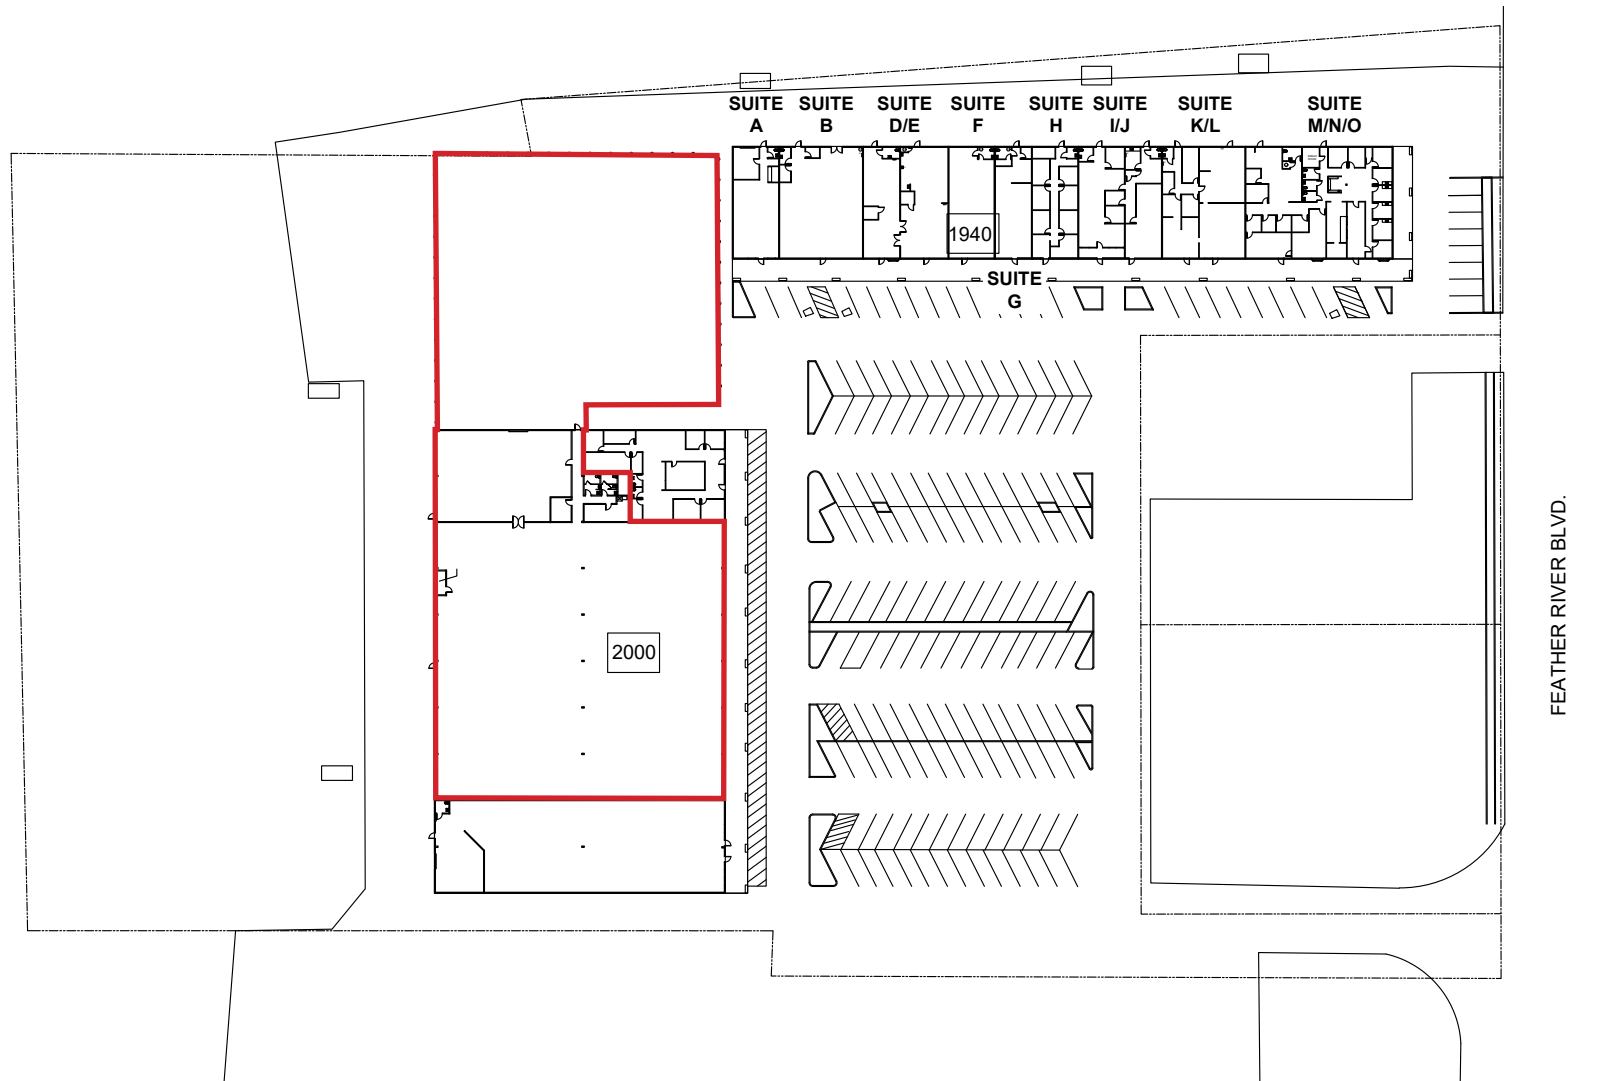 SUITE
A
SUITE
B
SUITE
D/E
SUITE
F
SUITE
H
SUITE
I/J
SUITE
K/L
SUITE
M/N/O
1940
SUITE
G
2000
FEATHER RIVER BLVD.